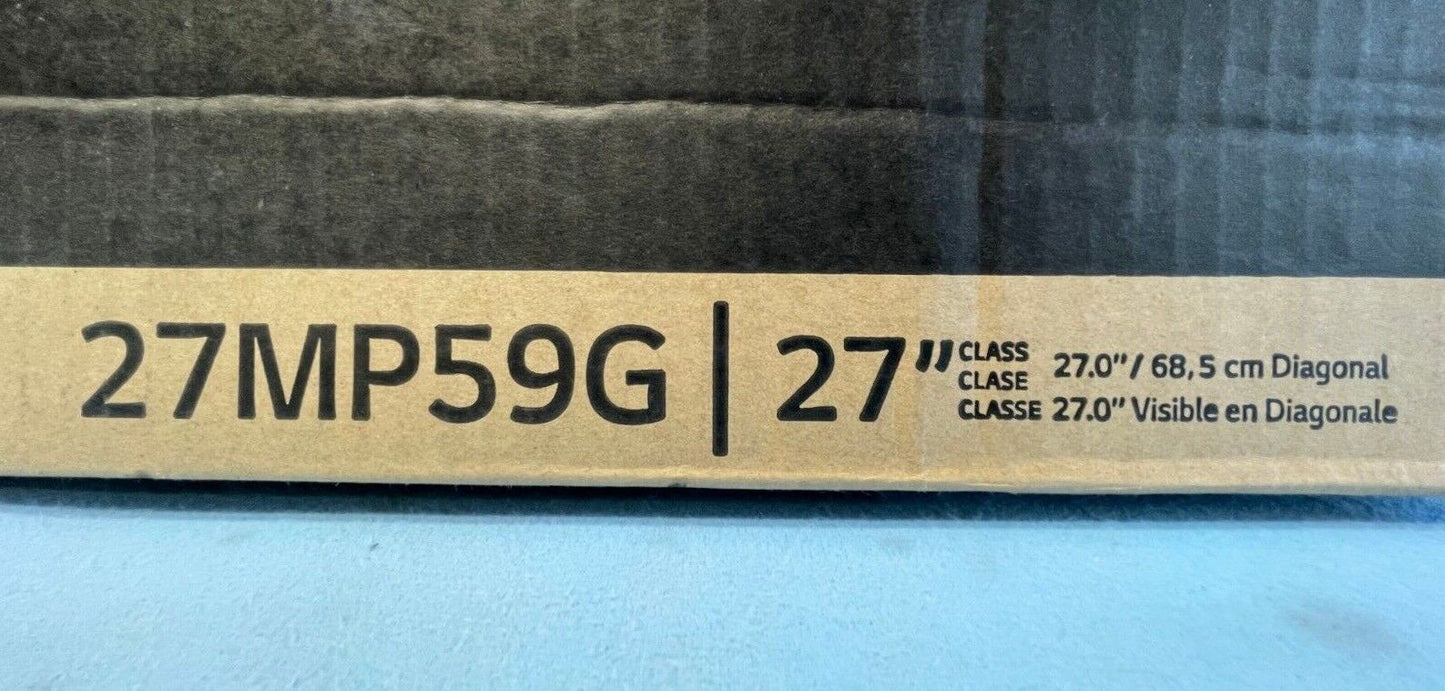 27MP59G | 27” CLASS 27.0”/ 68,5 cm Diagonal
CLASE
CLASSE 27.0” Visible en Diagonale